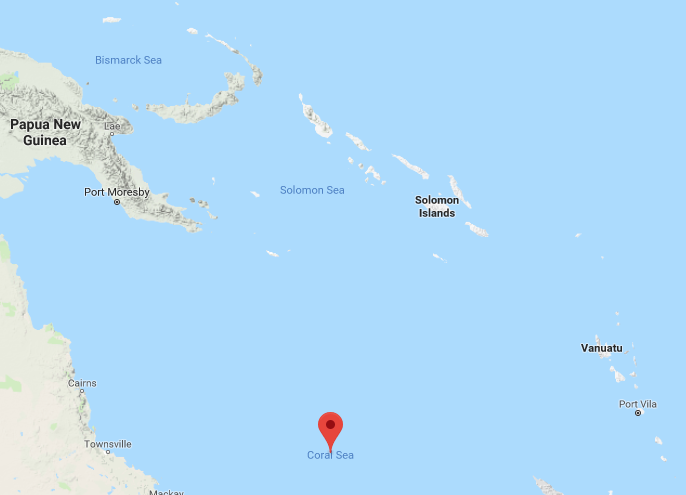 Bismarck Sea
Papua New
Guinea
Lae
Port Moresby
Solomon Sea
Solomon
Islands
Vanuatu
Cairns
Port Vila
Townsville
Coral Sea
Mackay